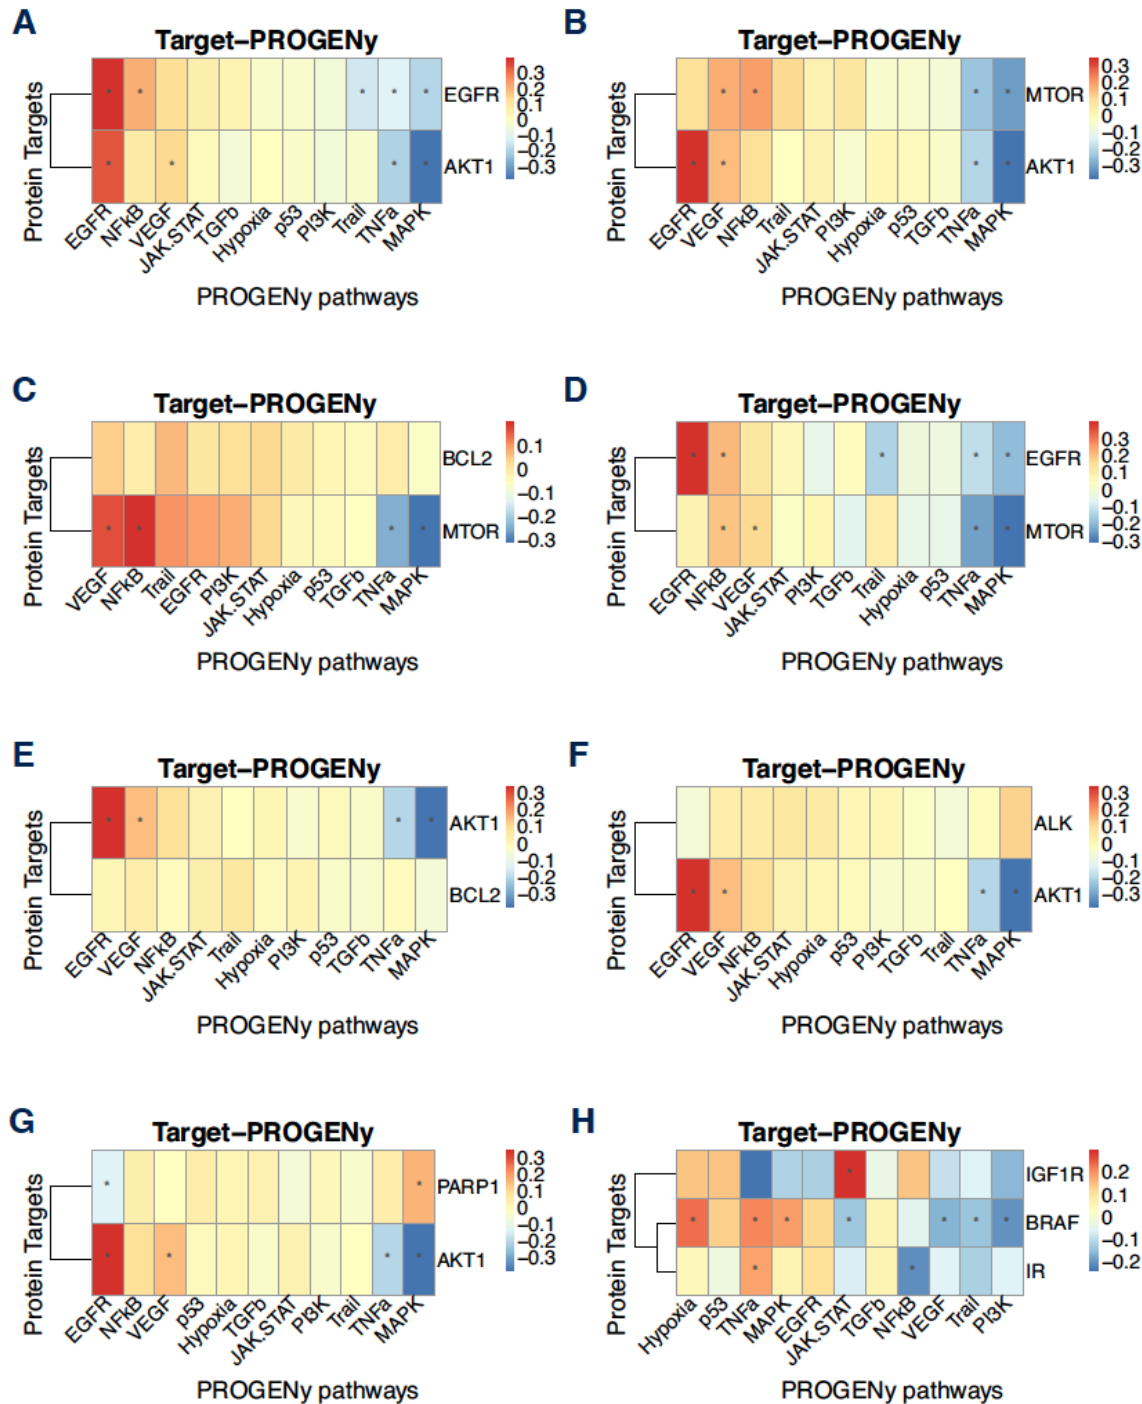 A
Target–PROGENy
Protein Targets
* * * * * EGFR
* * * * AKT1
EGFR NFkB VEGF JAK.STAT TGFb Hypoxia p53 PI3K Trail TNFa MAPK
PROGENy pathways
0.3
0.2
0.1
0
−0.1
−0.2
−0.3
B
Target–PROGENy
Protein Targets
* * * * MTOR
* * * * AKT1
EGFR VEGF NFkB Trail JAK.STAT PI3K Hypoxia p53 TGFb TNFa MAPK
PROGENy pathways
0.3
0.2
0.1
0
−0.1
−0.2
−0.3
C
Target–PROGENy
Protein Targets
BCL2
* * * * MTOR
VEGF NFkB Trail EGFR PI3K JAK.STAT Hypoxia p53 TGFb TNFa MAPK
PROGENy pathways
0.1
0
−0.1
−0.2
−0.3
D
Target–PROGENy
Protein Targets
* * * * * EGFR
* * * * MTOR
EGFR NFkB VEGF JAK.STAT PI3K TGFb Trail Hypoxia p53 TNFa MAPK
PROGENy pathways
0.3
0.2
0.1
0
−0.1
−0.2
−0.3
E
Target–PROGENy
Protein Targets
* * * * AKT1
BCL2
EGFR VEGF NFkB JAK.STAT Trail Hypoxia PI3K p53 TGFb TNFa MAPK
PROGENy pathways
0.3
0.2
0.1
0
−0.1
−0.2
−0.3
F
Target–PROGENy
Protein Targets
ALK
* * * * AKT1
EGFR VEGF NFkB JAK.STAT Hypoxia p53 PI3K TGFb Trail TNFa MAPK
PROGENy pathways
0.3
0.2
0.1
0
−0.1
−0.2
−0.3
G
Target–PROGENy
Protein Targets
* * PARP1
* * * * AKT1
EGFR NFkB VEGF p53 Hypoxia TGFb JAK.STAT PI3K Trail TNFa MAPK
PROGENy pathways
0.3
0.2
0.1
0
−0.1
−0.2
−0.3
H
Target–PROGENy
Protein Targets
* IGF1R
* * * * * * * BRAF
* * IR
Hypoxia p53 TNFa MAPK EGFR JAK.STAT TGFb NFkB VEGF Trail PI3K
PROGENy pathways
0.2
0.1
0
−0.1
−0.2